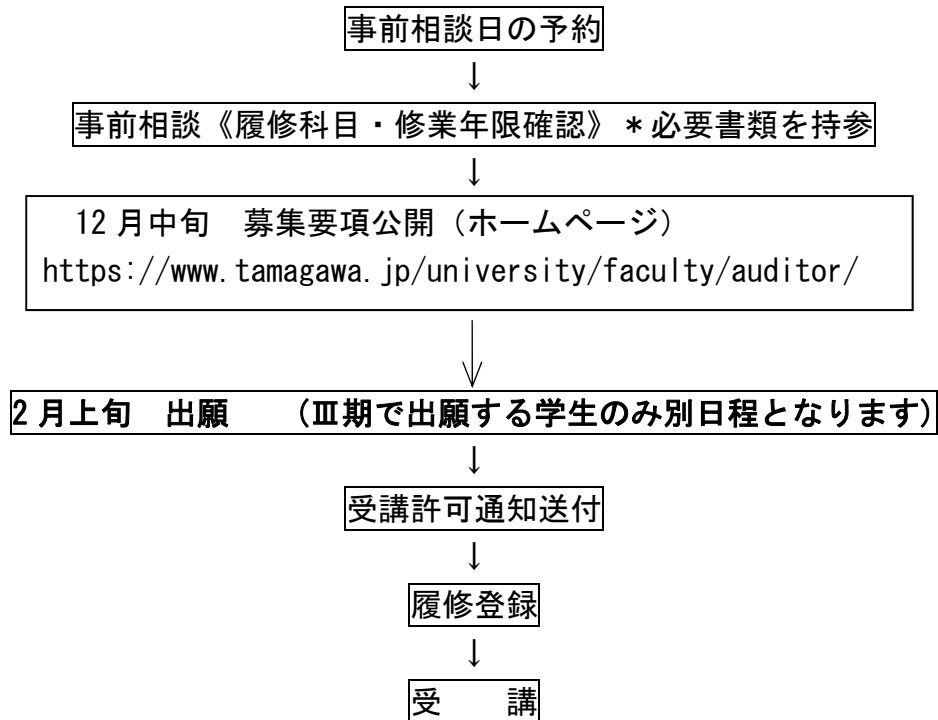 事前相談日の予約
↓
事前相談《履修科目・修業年限確認》＊必要書類を持参
↓
12月中旬　募集要項公開（ホームページ）
https://www.tamagawa.jp/university/faculty/auditor/
2月上旬　出願　　（Ⅲ期で出願する学生のみ別日程となります）
↓
受講許可通知送付
↓
履修登録
↓
受　　講